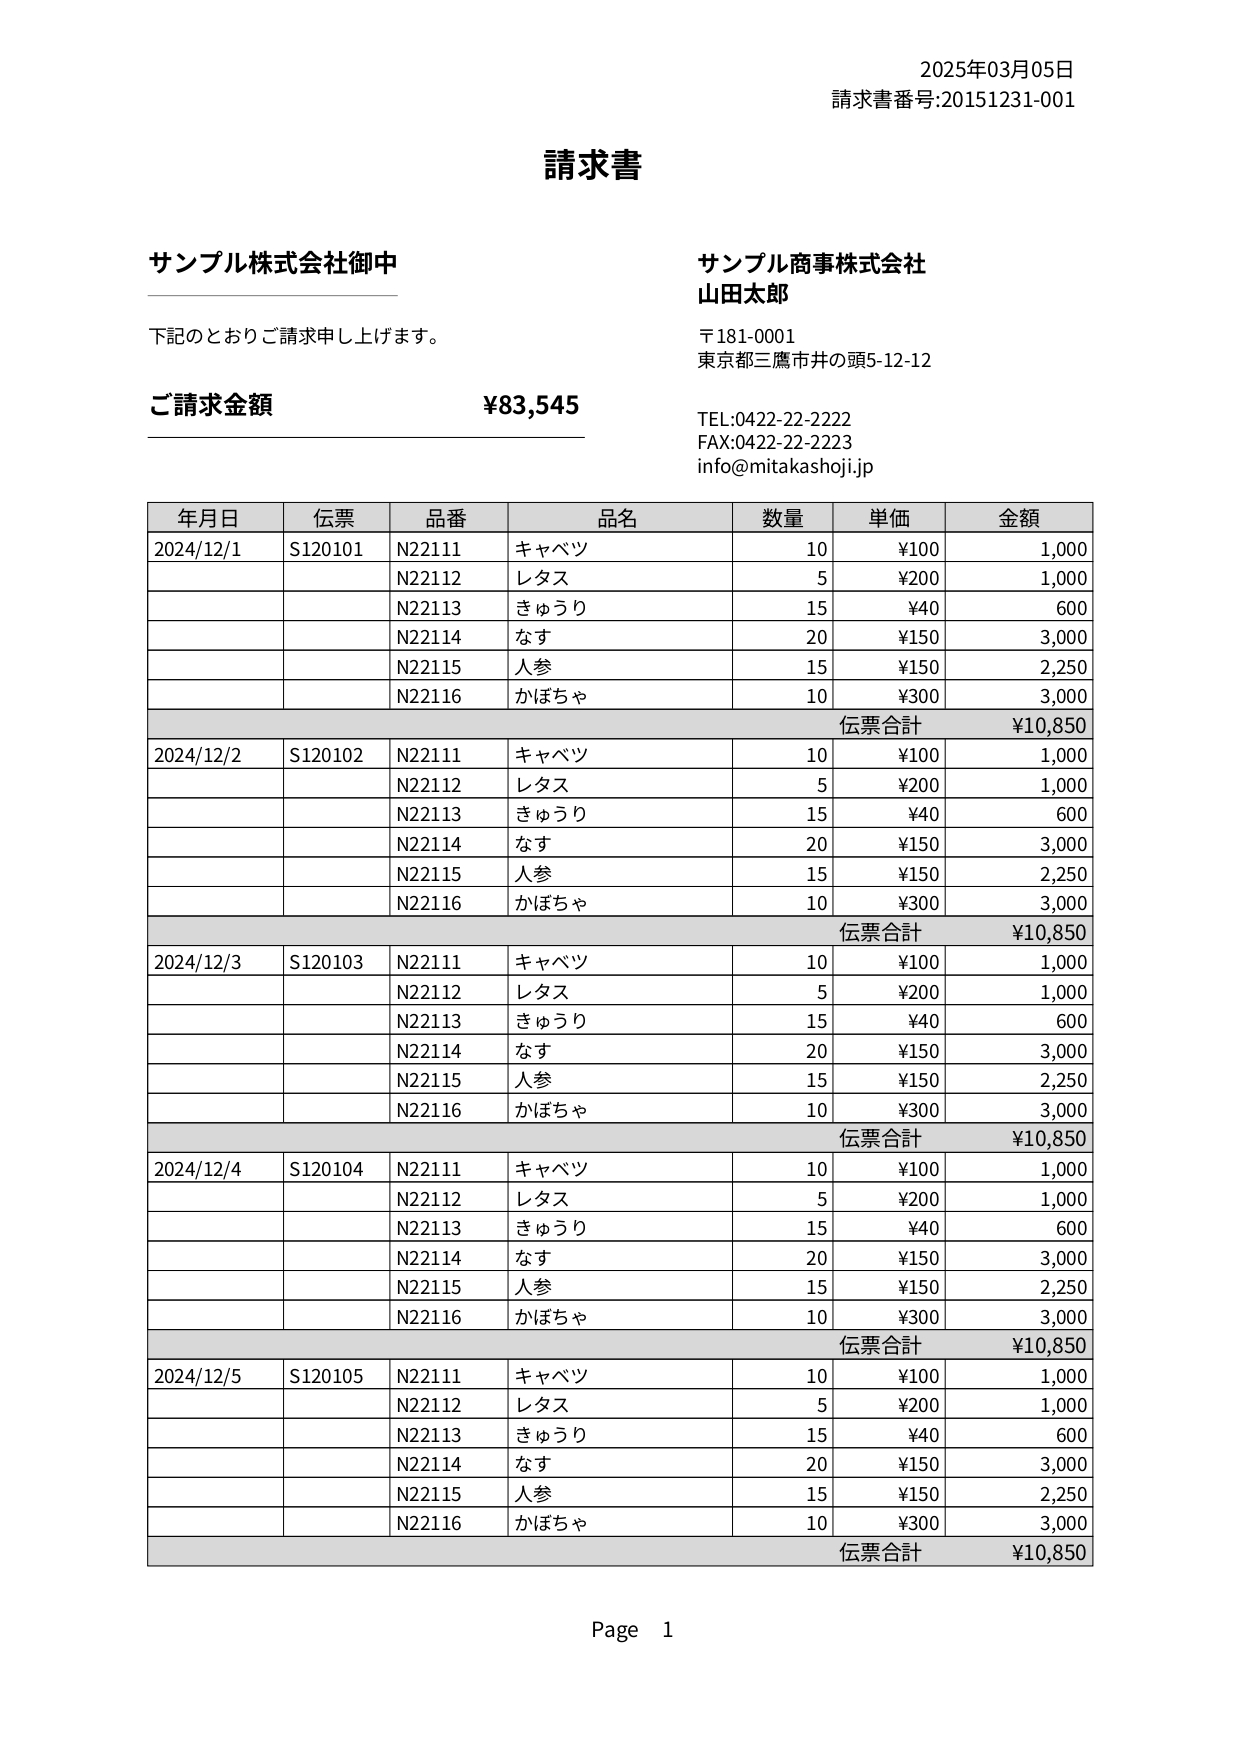 2025年03月05日
請求書番号:20151231-001
請求書
サンプル株式会社御中
下記のとおりご請求申し上げます。
ご請求金額 ¥83,545
サンプル商事株式会社
山田太郎
〒181-0001
東京都三鷹市井の頭5-12-12
TEL:0422-22-2222
FAX:0422-22-2223
info@mitakashoji.jp
年月日 伝票 品番 品名 数量 単価 金額
2024/12/1 S120101 N22111 キャベツ 10 ¥100 1,000
N22112 レタス 5 ¥200 1,000
N22113 きゅうり 15 ¥40 600
N22114 なす 20 ¥150 3,000
N22115 人参 15 ¥150 2,250
N22116 かぼちゃ 10 ¥300 3,000
伝票合計 ¥10,850
2024/12/2 S120102 N22111 キャベツ 10 ¥100 1,000
N22112 レタス 5 ¥200 1,000
N22113 きゅうり 15 ¥40 600
N22114 なす 20 ¥150 3,000
N22115 人参 15 ¥150 2,250
N22116 かぼちゃ 10 ¥300 3,000
伝票合計 ¥10,850
2024/12/3 S120103 N22111 キャベツ 10 ¥100 1,000
N22112 レタス 5 ¥200 1,000
N22113 きゅうり 15 ¥40 600
N22114 なす 20 ¥150 3,000
N22115 人参 15 ¥150 2,250
N22116 かぼちゃ 10 ¥300 3,000
伝票合計 ¥10,850
2024/12/4 S120104 N22111 キャベツ 10 ¥100 1,000
N22112 レタス 5 ¥200 1,000
N22113 きゅうり 15 ¥40 600
N22114 なす 20 ¥150 3,000
N22115 人参 15 ¥150 2,250
N22116 かぼちゃ 10 ¥300 3,000
伝票合計 ¥10,850
2024/12/5 S120105 N22111 キャベツ 10 ¥100 1,000
N22112 レタス 5 ¥200 1,000
N22113 きゅうり 15 ¥40 600
N22114 なす 20 ¥150 3,000
N22115 人参 15 ¥150 2,250
N22116 かぼちゃ 10 ¥300 3,000
伝票合計 ¥10,850
Page 1